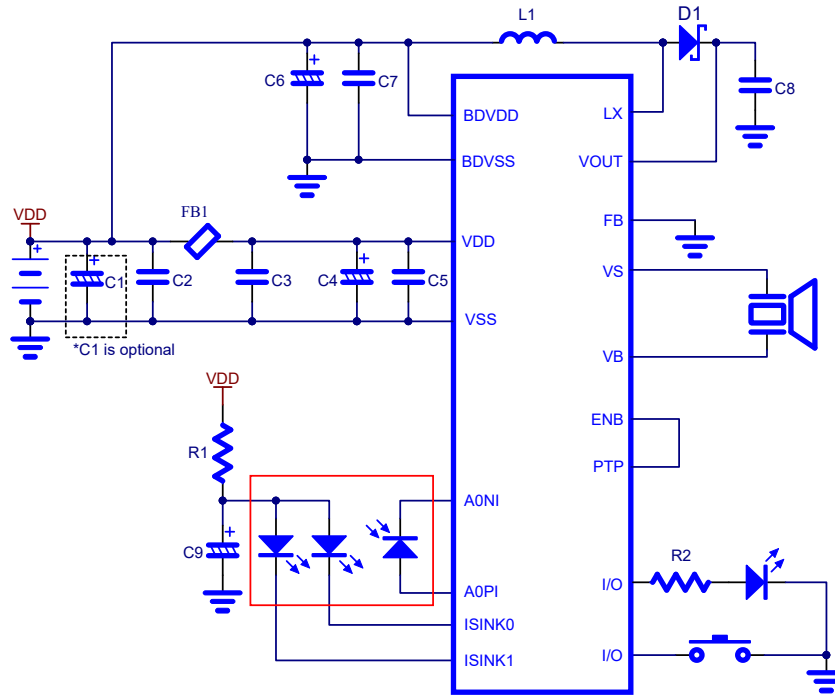 L1
D1
C6
+
C7
C8
BDVDD
LX
BDVSS
VOUT
VDD
FB1
FB
+
+
C1
C2
C3
C4
+
C5
VDD
VS
VSS
*C1 is optional
VB
VDD
ENB
R1
PTP
A0NI
C9
+
R2
A0PI
I/O
ISINK0
ISINK1
I/O